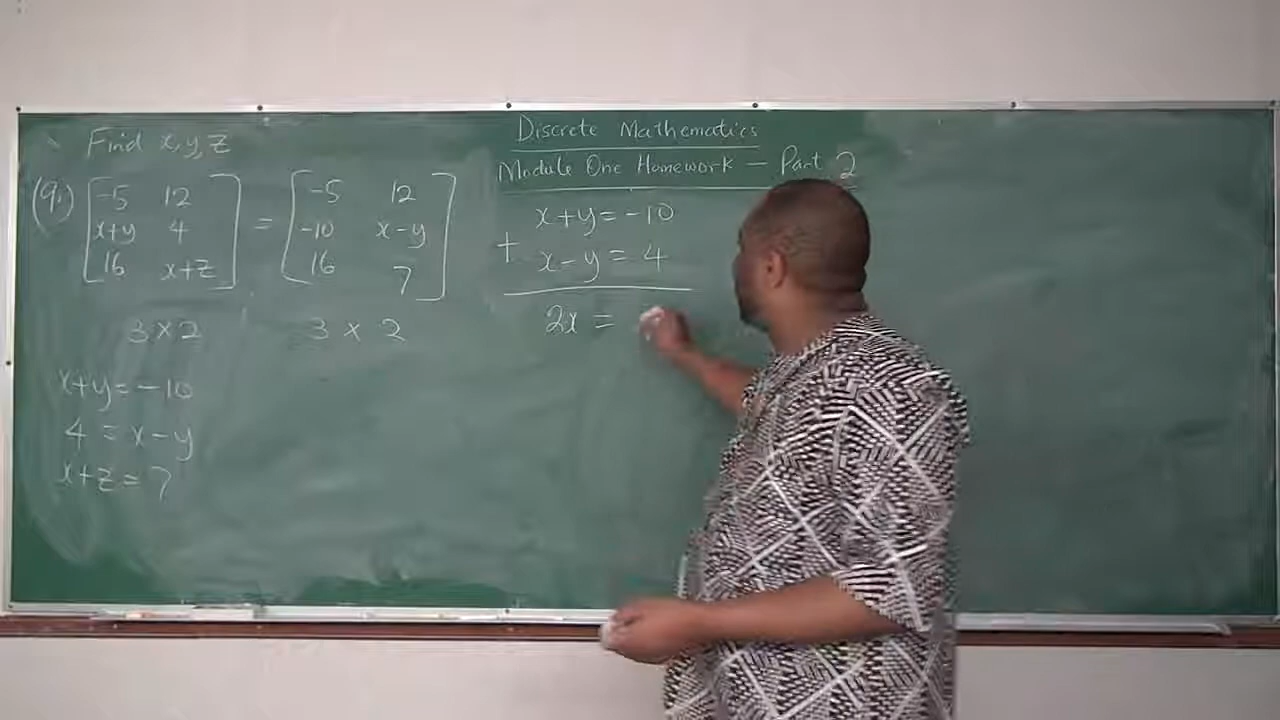 Discrete Mathematics
Module One Homework - Part 2
Find x, y, z
(9.) [-5 12] = [-5 12]
[x+y 4] [-10 x-y]
[16 x+z] [16 7]
3 x 2 3 x 2
x+y = -10
4 = x-y
x+z = 7
x+y = -10
+ x-y = 4
2x =